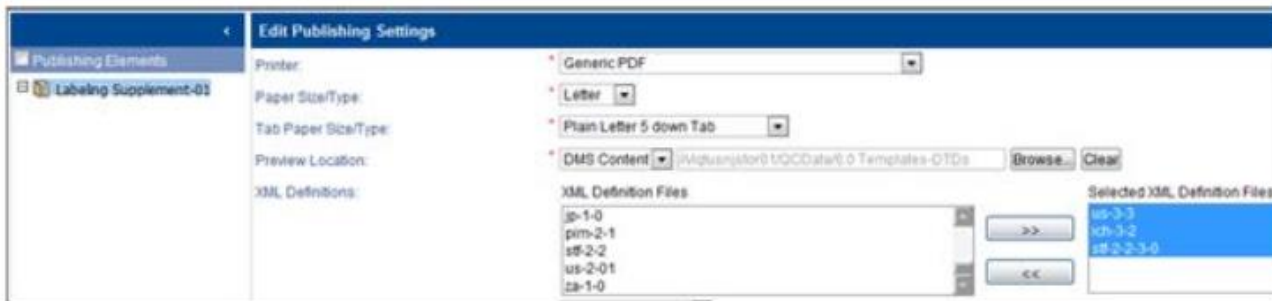 Edit Publishing Settings
Publishing Elements
Labeling Supplement-01
Printer: * Generic PDF
Paper Size/Type: * Letter
Tab Paper Size/Type: * Plain Letter 5 down Tab
Preview Location: * DMS Content Browse... Clear
XML Definitions: XML Definition Files Selected XML Definition Files
jp-1-0
pim-2-1
stf-2-2
us-2-01
za-1-0
>>
<<
us-3-3
ich-3-2
stf-2-2-3-0